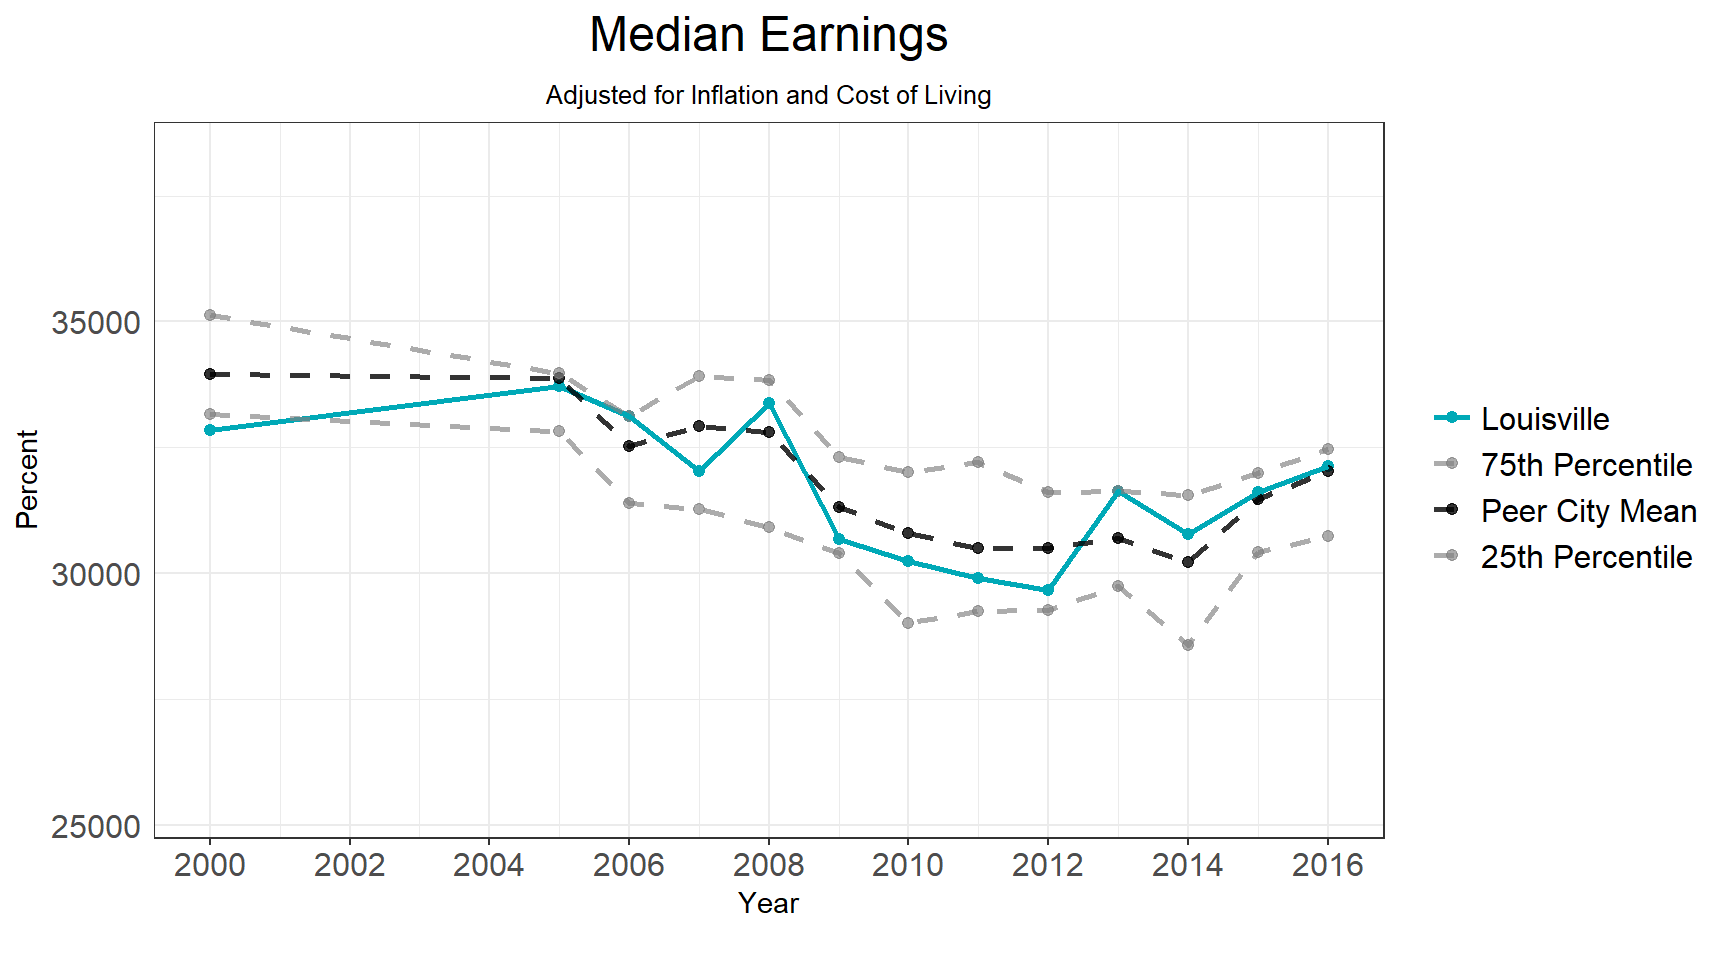 Median Earnings
Adjusted for Inflation and Cost of Living
Percent
35000
30000
25000
2000 2002 2004 2006 2008 2010 2012 2014 2016
Year
Louisville
75th Percentile
Peer City Mean
25th Percentile